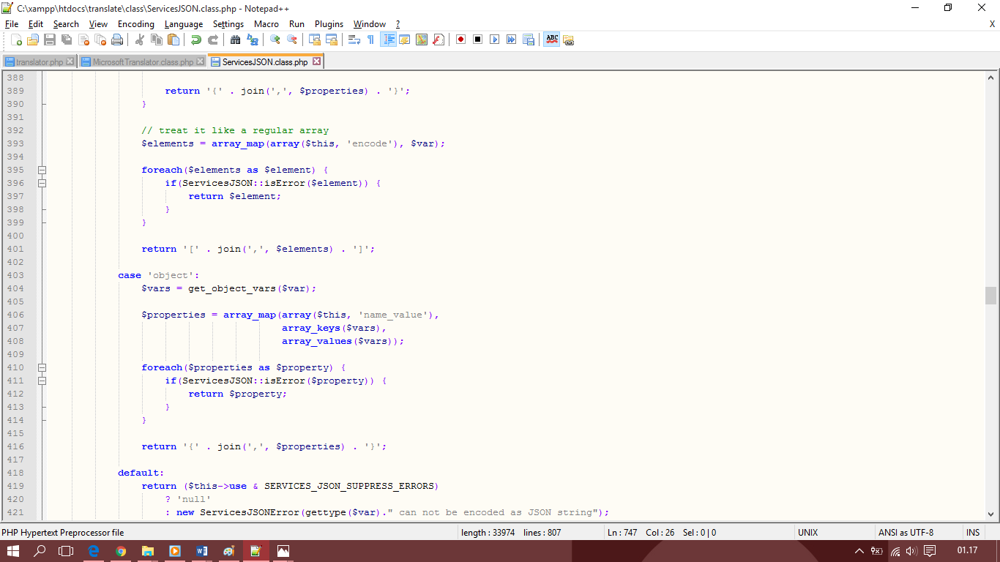 C:\xampp\htdocs\translate\class\ServicesJSON.class.php - Notepad++
File Edit Search View Encoding Language Settings Macro Run Plugins Window ? X
translator.php MicrosoftTranslator.class.php ServicesJSON.class.php
388
389 return '{' . join(',', $properties) . '}';
390 }
391
392 // treat it like a regular array
393 $elements = array_map(array($this, 'encode'), $var);
394
395 foreach($elements as $element) {
396 if(ServicesJSON::isError($element)) {
397 return $element;
398 }
399 }
400
401 return '[' . join(',', $elements) . ']';
402
403 case 'object':
404 $vars = get_object_vars($var);
405
406 $properties = array_map(array($this, 'name_value'),
407 array_keys($vars),
408 array_values($vars));
409
410 foreach($properties as $property) {
411 if(ServicesJSON::isError($property)) {
412 return $property;
413 }
414 }
415
416 return '{' . join(',', $properties) . '}';
417
418 default:
419 return ($this->use & SERVICES_JSON_SUPPRESS_ERRORS)
420 ? 'null'
421 : new ServicesJSONError(gettype($var)." can not be encoded as JSON string");
PHP Hypertext Preprocessor file length : 33974 lines : 807 Ln : 747 Col : 26 Sel : 0 | 0 UNIX ANSI as UTF-8 INS
01.17